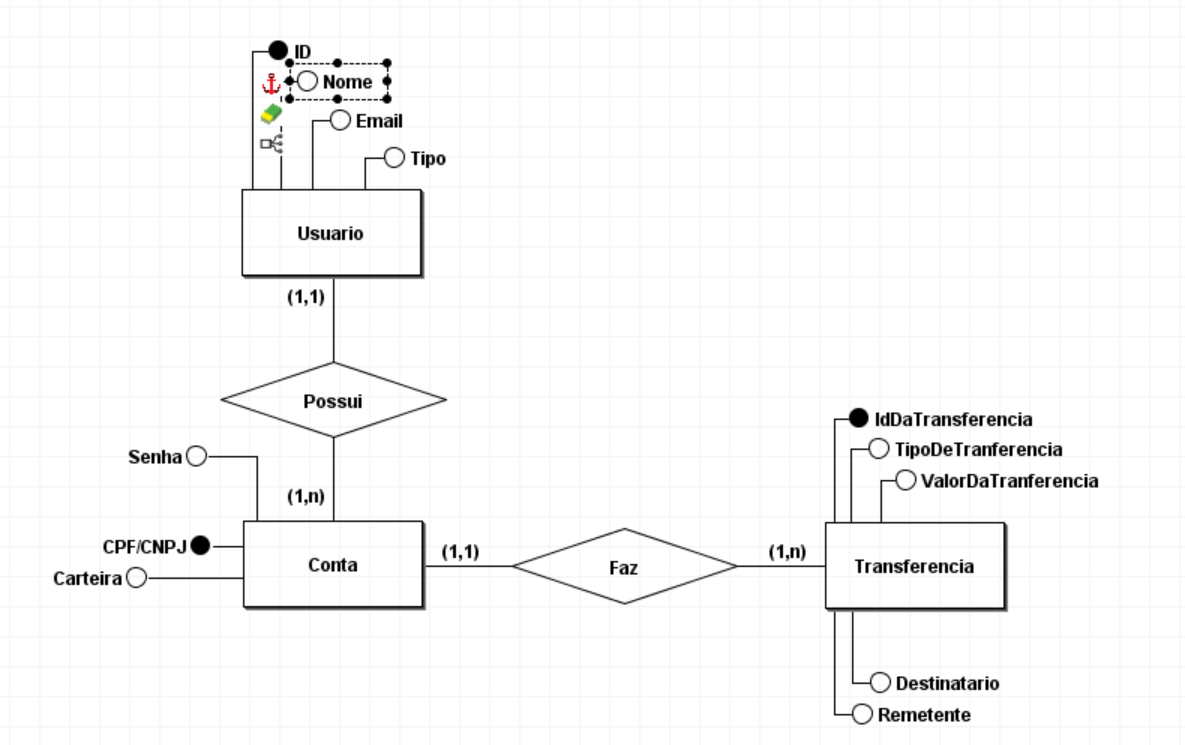 ID
Nome
Email
Tipo
Usuario
(1,1)
Possui
Senha
(1,n)
CPF/CNPJ
Carteira
Conta
(1,1)
Faz
(1,n)
IdDaTransferencia
TipoDeTranferencia
ValorDaTranferencia
Transferencia
Destinatario
Remetente